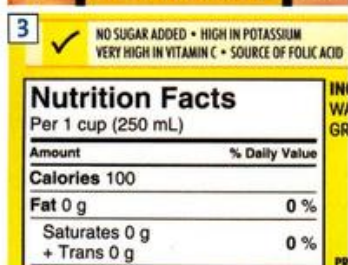 3
NO SUGAR ADDED • HIGH IN POTASSIUM
VERY HIGH IN VITAMIN C • SOURCE OF FOLIC ACID
Nutrition Facts
Per 1 cup (250 mL)
Amount % Daily Value
Calories 100
Fat 0 g 0 %
Saturates 0 g
+ Trans 0 g 0 %